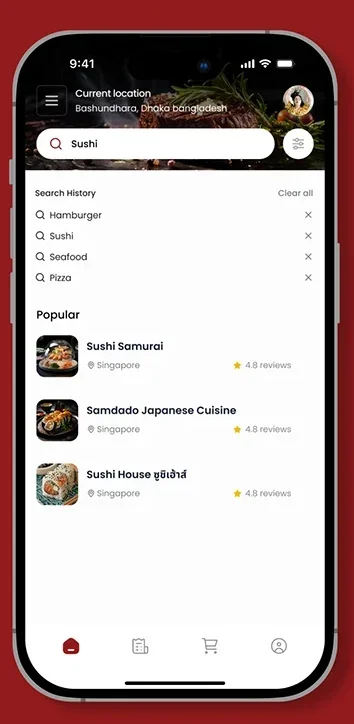 9:41
Current location
Bashundhara, Dhaka bangladesh
Sushi
Search History
Clear all
Hamburger
Sushi
Seafood
Pizza
Popular
Sushi Samurai
Singapore
4.8 reviews
Samdado Japanese Cuisine
Singapore
4.8 reviews
Sushi House ซูชิเฮ้าส์
Singapore
4.8 reviews